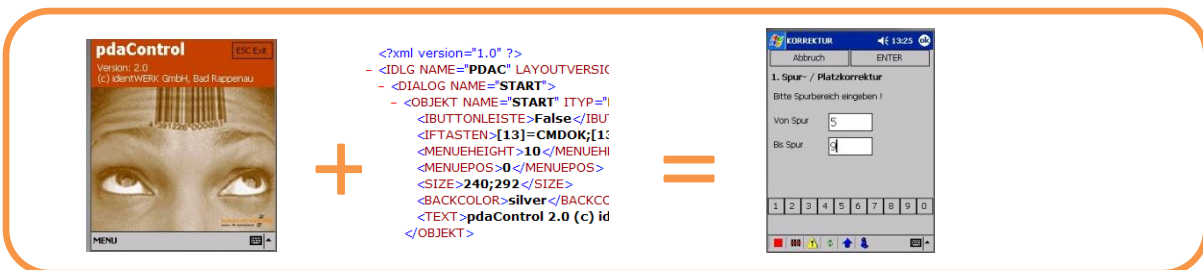 pdaControl
ESC Exit
Version: 2.0
(c) identWERK GmbH, Bad Rappenau
4391226000861
MENU
+
<?xml version="1.0" ?>
– <IDLG NAME="PDAC" LAYOUTVERSIC
– <DIALOG NAME="START">
– <OBJEKT NAME="START" ITYP="
<IBUTTONLEISTE>False</IBU
<IFTASTEN>[13]=CMDOK;[13
<MENUEHEIGHT>10</MENUEH
<MENUEPOS>0</MENUEPOS>
<SIZE>240;292</SIZE>
<BACKCOLOR>silver</BACKCC
<TEXT>pdaControl 2.0 (c) id
</OBJEKT>
=
KORREKTUR 13:25 ok
Abbruch ENTER
1. Spur- / Platzkorrektur
Bitte Spurbereich eingeben !
Von Spur 5
Bis Spur 9
1 2 3 4 5 6 7 8 9 0